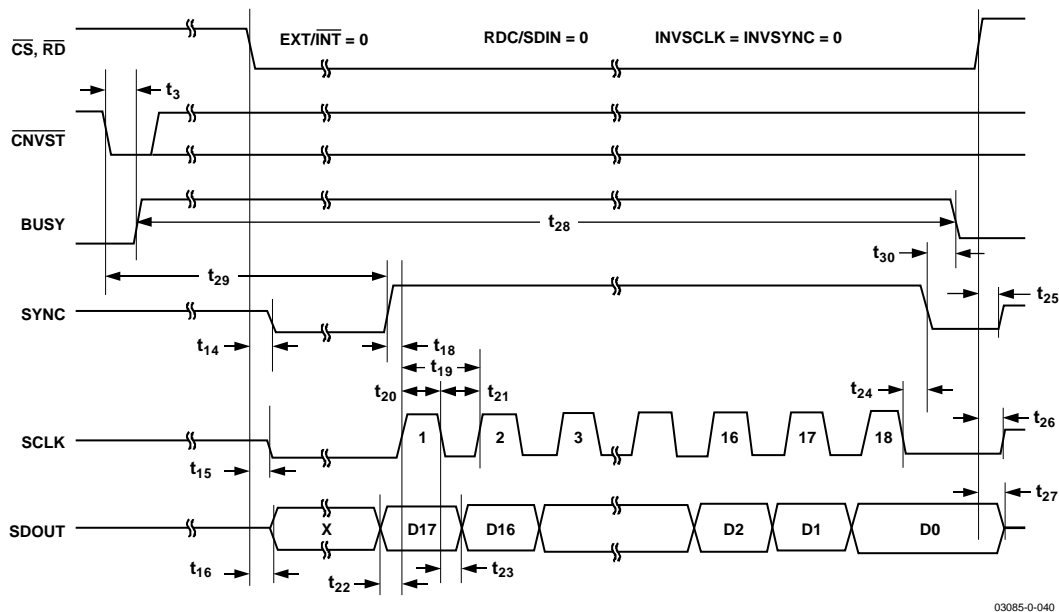 EXT/INT = 0 RDC/SDIN = 0 INVSCLK = INVSYNC = 0
CS, RD
t3
CNVST
BUSY
t28
t30
t29
t25
SYNC
t14
t18
t19
t20
t21
t24
t26
SCLK
1 2 3 16 17 18
t15
t27
SDOUT
X D17 D16 D2 D1 D0
t16
t22
t23
03085-0-040